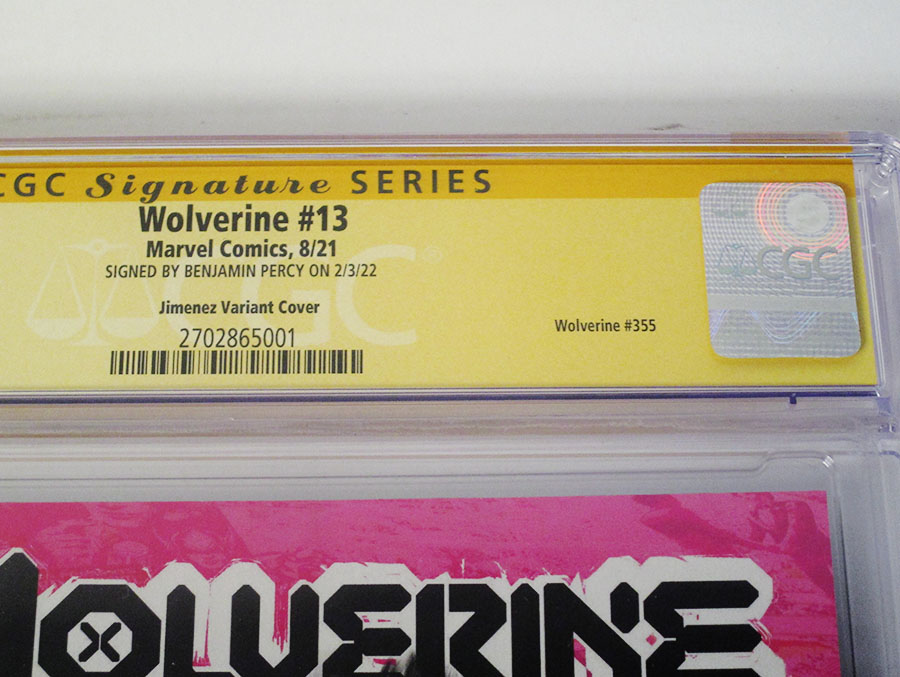 CGC Signature SERIES
Wolverine #13
Marvel Comics, 8/21
SIGNED BY BENJAMIN PERCY ON 2/3/22
Jimenez Variant Cover
2702865001
Wolverine #355
CGC
CGC
WOLVERINE